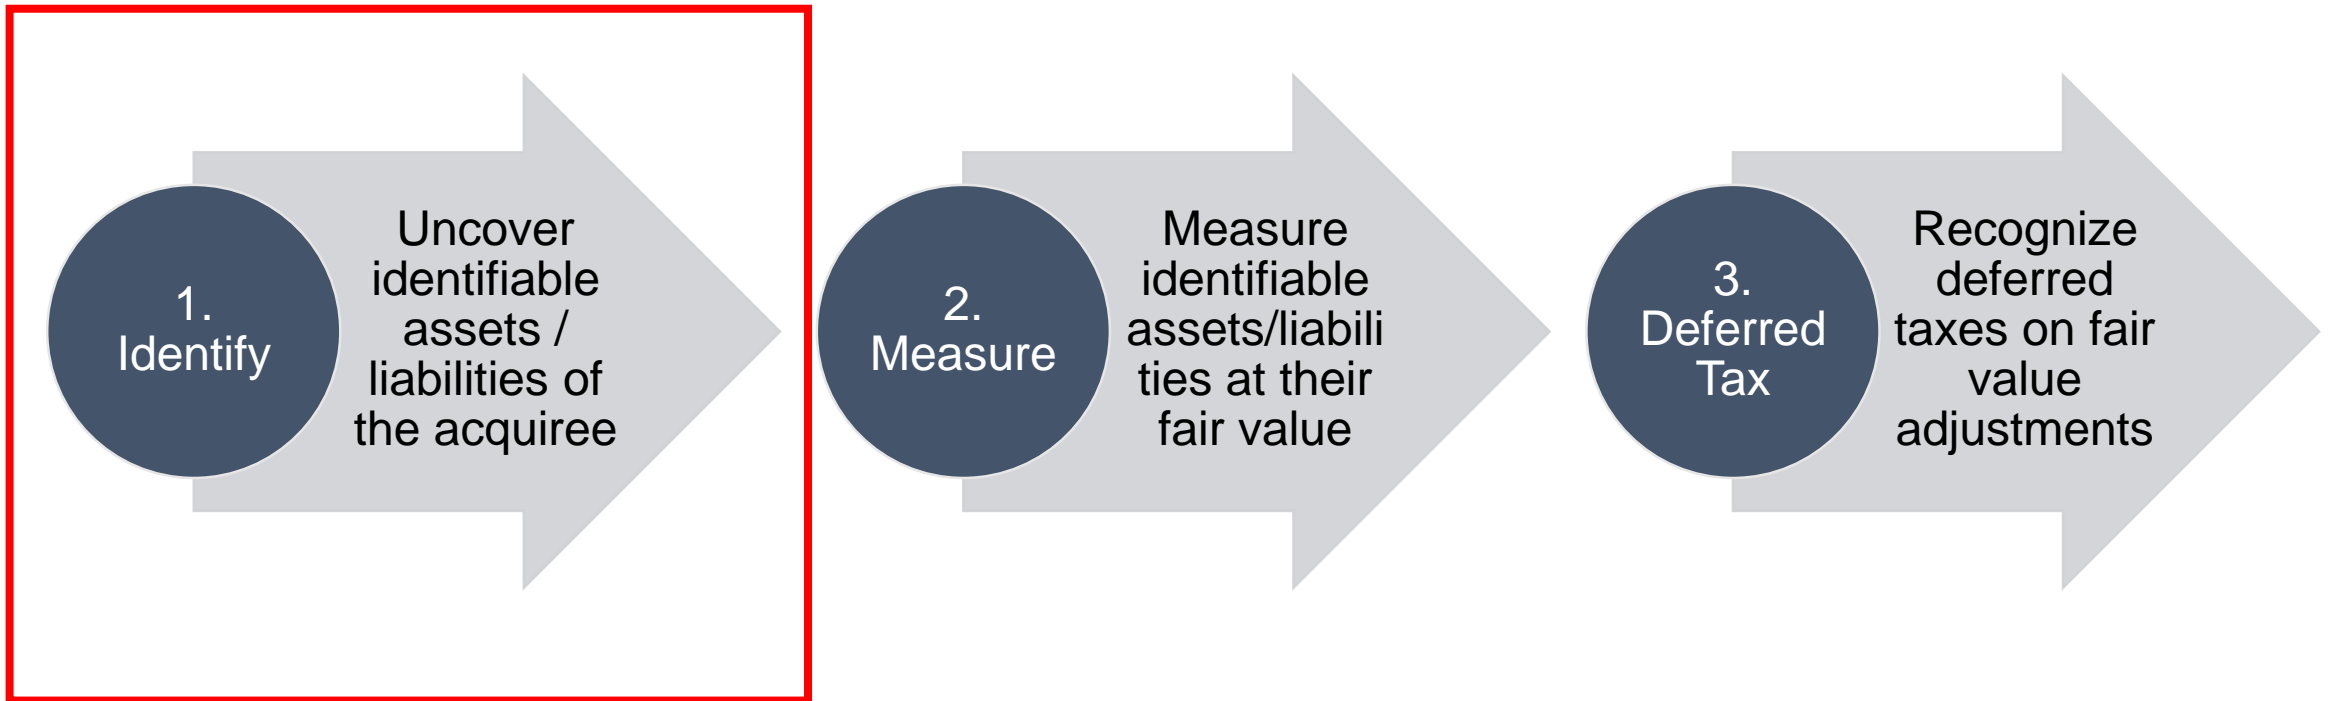 1.
Identify
Uncover
identifiable
assets /
liabilities of
the acquiree
2.
Measure
Measure
identifiable
assets/liabili
ties at their
fair value
3.
Deferred
Tax
Recognize
deferred
taxes on fair
value
adjustments